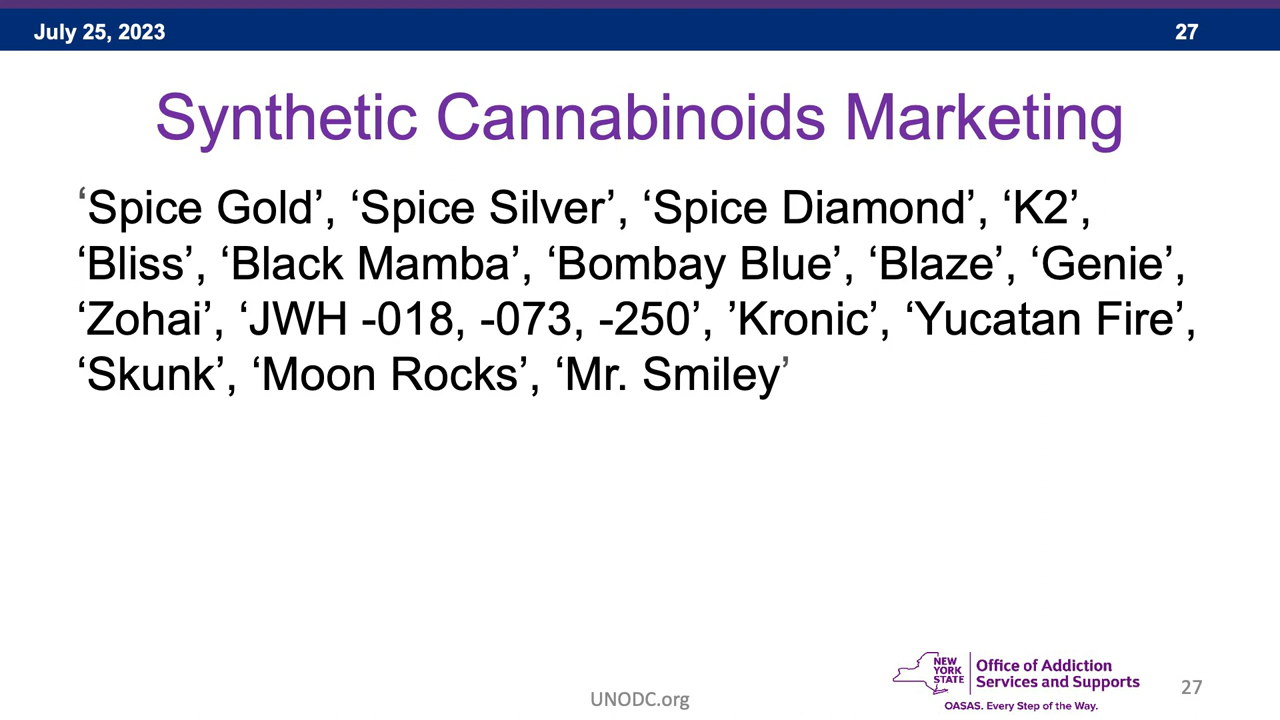 July 25, 2023
27
Synthetic Cannabinoids Marketing
‘Spice Gold’, ‘Spice Silver’, ‘Spice Diamond’, ‘K2’,
‘Bliss’, ‘Black Mamba’, ‘Bombay Blue’, ‘Blaze’, ‘Genie’,
‘Zohai’, ‘JWH -018, -073, -250’, ’Kronic’, ‘Yucatan Fire’,
‘Skunk’, ‘Moon Rocks’, ‘Mr. Smiley’
UNODC.org
NEW
YORK
STATE
Office of Addiction
Services and Supports
OASAS. Every Step of the Way.
27